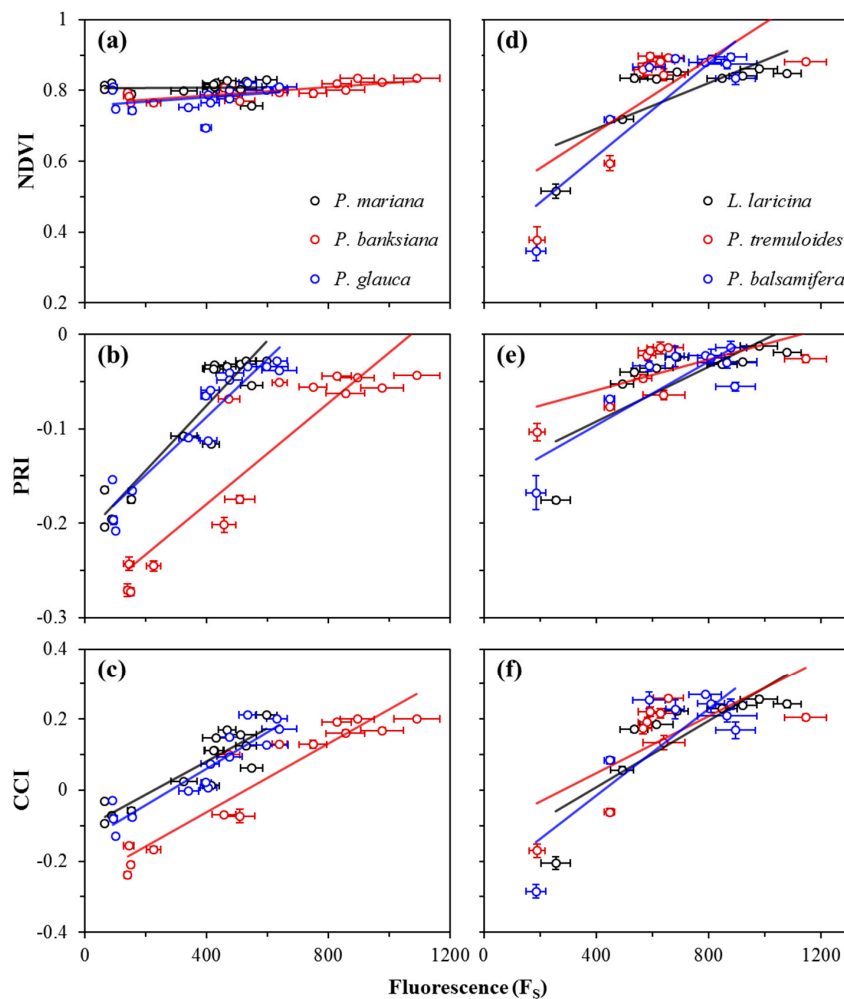 (a)
(d)
1
0.8
0.6
0.4
0.2
NDVI
P. mariana
P. banksiana
P. glauca
L. laricina
P. tremuloides
P. balsamifera
(b)
(e)
0
-0.1
-0.2
-0.3
PRI
(c)
(f)
0.4
0.2
0
-0.2
-0.4
CCI
0 400 800 1200 0 400 800 1200
Fluorescence (FS)